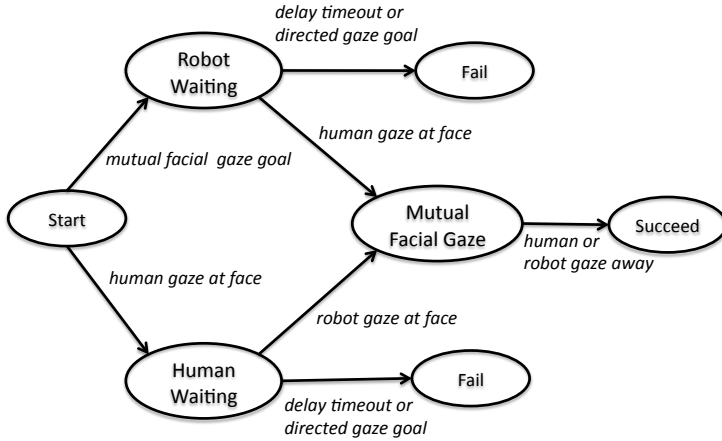 delay timeout or
directed gaze goal
Robot
Waiting
Fail
human gaze at face
mutual facial gaze goal
Start
Mutual
Facial Gaze
Succeed
human or
robot gaze away
human gaze at face
robot gaze at face
Human
Waiting
Fail
delay timeout or
directed gaze goal